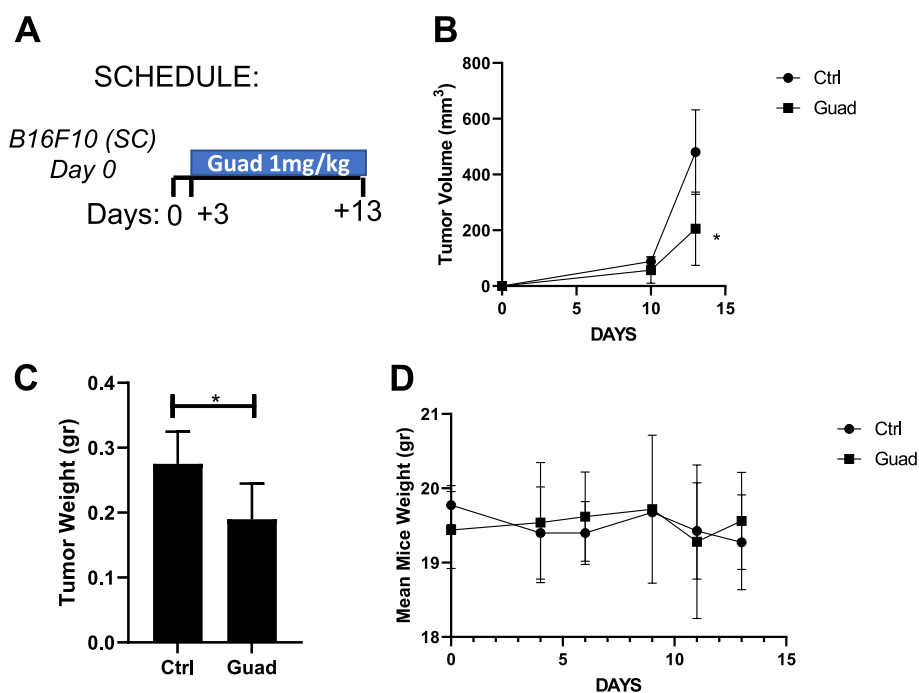 A
SCHEDULE:
B16F10 (SC)
Day 0
Guad 1mg/kg
Days: 0 +3 +13
B
Tumor Volume (mm³)
800
600
400
200
0
0 5 10 15
DAYS
*
Ctrl
Guad
C
Tumor Weight (gr)
0.4
0.3
0.2
0.1
0.0
*
Ctrl Guad
D
Mean Mice Weight (gr)
21
20
19
18
0 5 10 15
DAYS
Ctrl
Guad